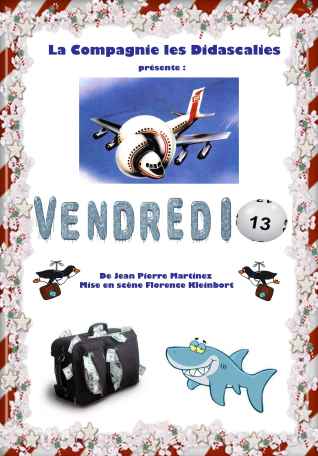 La Compagnie les Didascalies
présente :
VENDREDI 13
De Jean Pierre Martinez
Mise en scène Florence Kleinbort